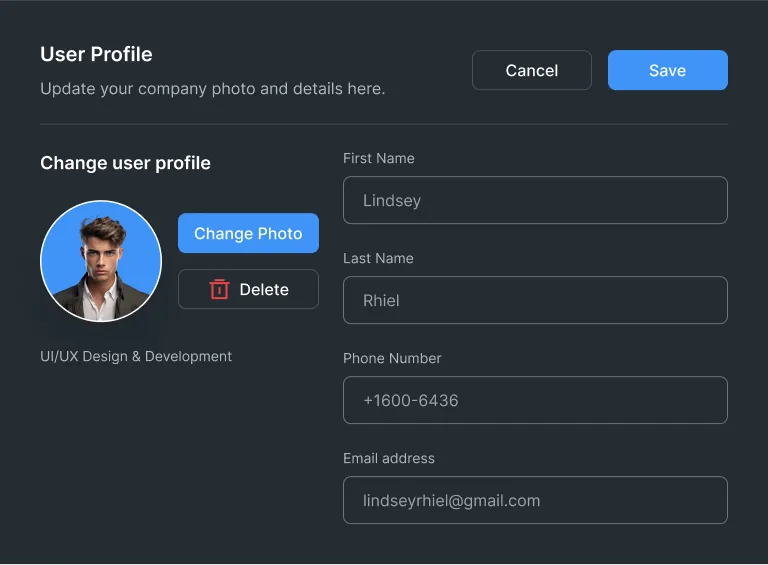 User Profile
Update your company photo and details here.
Cancel
Save
Change user profile
Change Photo
Delete
UI/UX Design & Development
First Name
Lindsey
Last Name
Rhiel
Phone Number
+1600-6436
Email address
lindseyrhiel@gmail.com